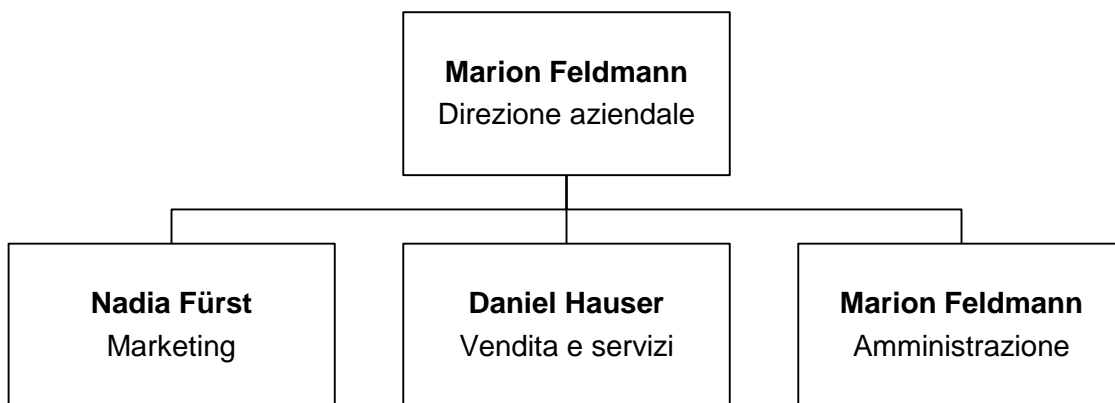 Marion Feldmann
Direzione aziendale
Nadia Fürst
Marketing
Daniel Hauser
Vendita e servizi
Marion Feldmann
Amministrazione